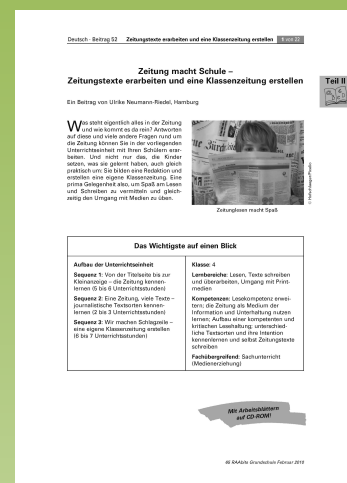 Deutsch · Beitrag 52 Zeitungstexte erarbeiten und eine Klassenzeitung erstellen 1 von 22
Zeitung macht Schule –
Zeitungstexte erarbeiten und eine Klassenzeitung erstellen
Teil II
Ein Beitrag von Ulrike Neumann-Riedel, Hamburg
Was steht eigentlich alles in der Zeitung
und wie kommt es da rein? Antworten
auf diese und viele andere Fragen rund um
die Zeitung können Sie in der vorliegenden
Unterrichtseinheit mit Ihren Schülern erar-
beiten. Und nicht nur das, die Kinder
setzen, was sie gelernt haben, auch gleich
praktisch um: Sie bilden eine Redaktion und
erstellen eine eigene Klassenzeitung. Eine
prima Gelegenheit also, um Spaß am Lesen
und Schreiben zu vermitteln und gleich-
zeitig den Umgang mit Medien zu üben.
Zeitunglesen macht Spaß
Das Wichtigste auf einen Blick
Aufbau der Unterrichtseinheit
Sequenz 1: Von der Titelseite bis zur
Kleinanzeige – die Zeitung kennen-
lernen (5 bis 6 Unterrichtsstunden)
Sequenz 2: Eine Zeitung, viele Texte –
journalistische Textsorten kennen-
lernen (2 bis 3 Unterrichtsstunden)
Sequenz 3: Wir machen Schlagzeile –
eine eigene Klassenzeitung erstellen
(6 bis 7 Unterrichtsstunden)
Klasse: 4
Lernbereiche: Lesen, Texte schreiben
und überarbeiten, Umgang mit Print-
medien
Kompetenzen: Lesekompetenz erwei-
tern; die Zeitung als Medium der
Information und Unterhaltung nutzen
lernen; Aufbau einer kompetenten und
kritischen Lesehaltung; unterschied-
liche Textsorten und ihre Intention
kennenlernen und selbst Zeitungstexte
schreiben
Fachübergreifend: Sachunterricht
(Medienerziehung)
Mit Arbeitsblättern
auf CD-ROM!
RAAbits Grundschule Februar 2010